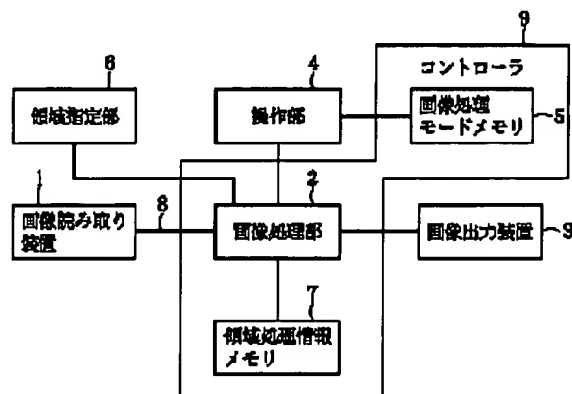 9
コントローラ
6
領域指定部
4
操作部
画像処理
モードメモリ
5
1
画像読み取り
装置
8
2
画像処理部
画像出力装置
3
7
領域処理情報
メモリ